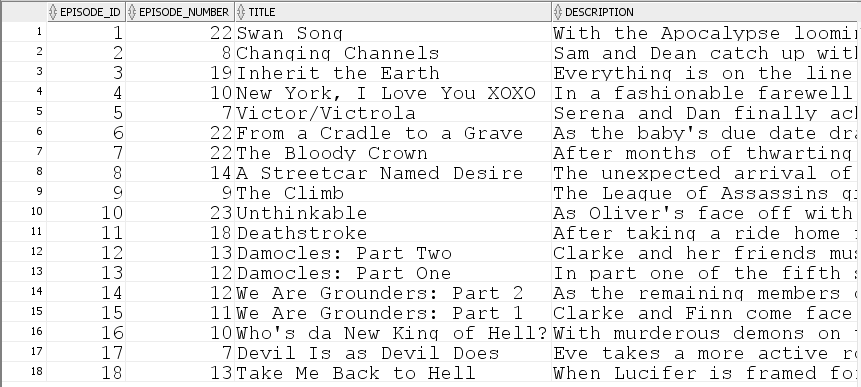 EPISODE_ID EPISODE_NUMBER TITLE DESCRIPTION
1 1 22 Swan Song With the Apocalypse
2 2 8 Changing Channels Sam and Dean catch up
3 3 19 Inherit the Earth Everything is on the line
4 4 10 New York, I Love You XOXO In a fashionable farewell
5 5 7 Victor/Victrola Serena and Dan finally
6 6 22 From a Cradle to a Grave As the baby's due date
7 7 22 The Bloody Crown After months of thwarting
8 8 14 A Streetcar Named Desire The unexpected arrival of
9 9 9 The Climb The League of Assassins
10 10 23 Unthinkable As Oliver's face off with
11 11 18 Deathstroke After taking a ride home
12 12 13 Damocles: Part Two Clarke and her friends
13 13 12 Damocles: Part One In part one of the fifth
14 14 12 We Are Grounders: Part 2 As the remaining members
15 15 11 We Are Grounders: Part 1 Clarke and Finn come face
16 16 10 Who's da New King of Hell? With murderous demons on
17 17 7 Devil Is as Devil Does Eve takes a more active
18 18 13 Take Me Back to Hell When Lucifer is framed